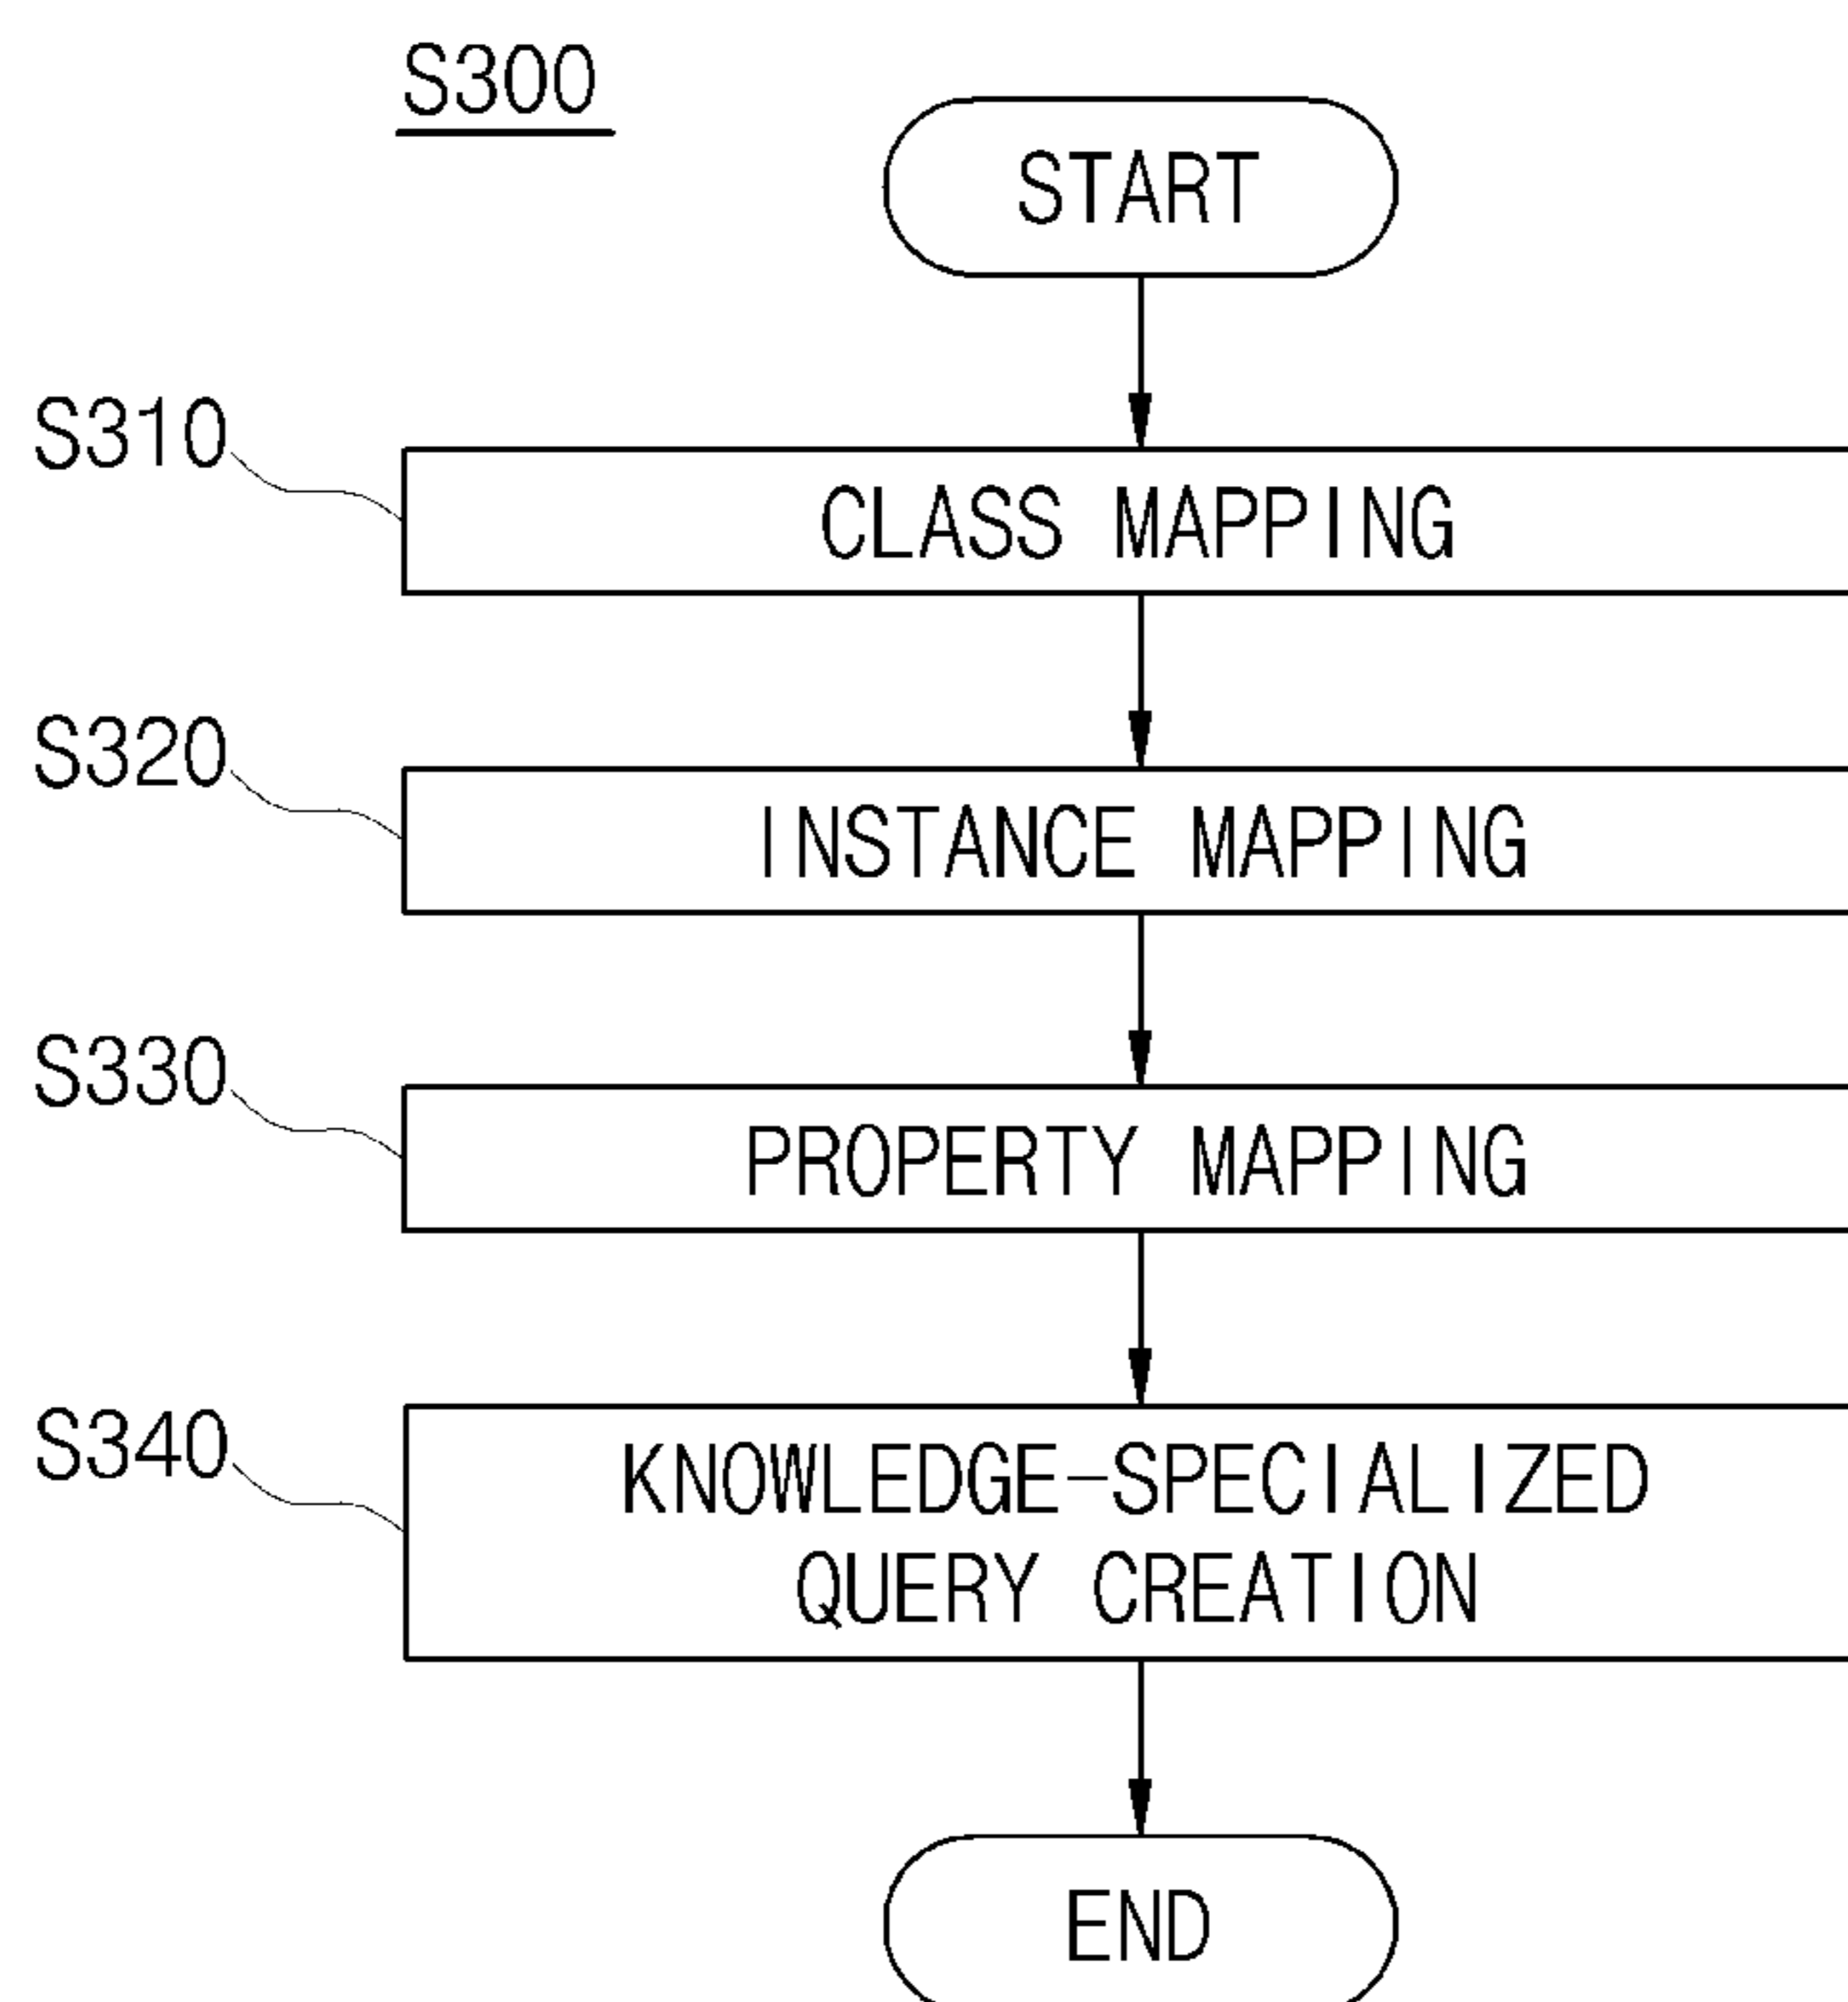 S300
START
S310
CLASS MAPPING
S320
INSTANCE MAPPING
S330
PROPERTY MAPPING
S340
KNOWLEDGE-SPECIALIZED
QUERY CREATION
END